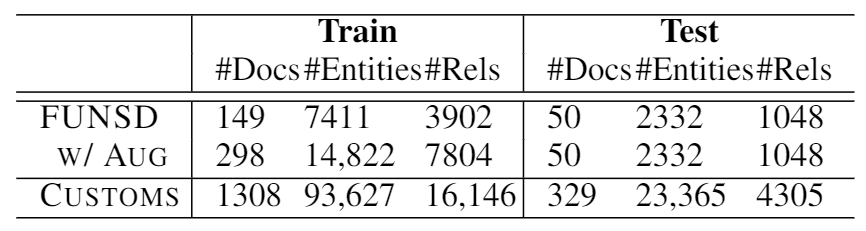 Train Test
#Docs #Entities #Rels #Docs #Entities #Rels
FUNSD 149 7411 3902 50 2332 1048
W/ AUG 298 14,822 7804 50 2332 1048
CUSTOMS 1308 93,627 16,146 329 23,365 4305